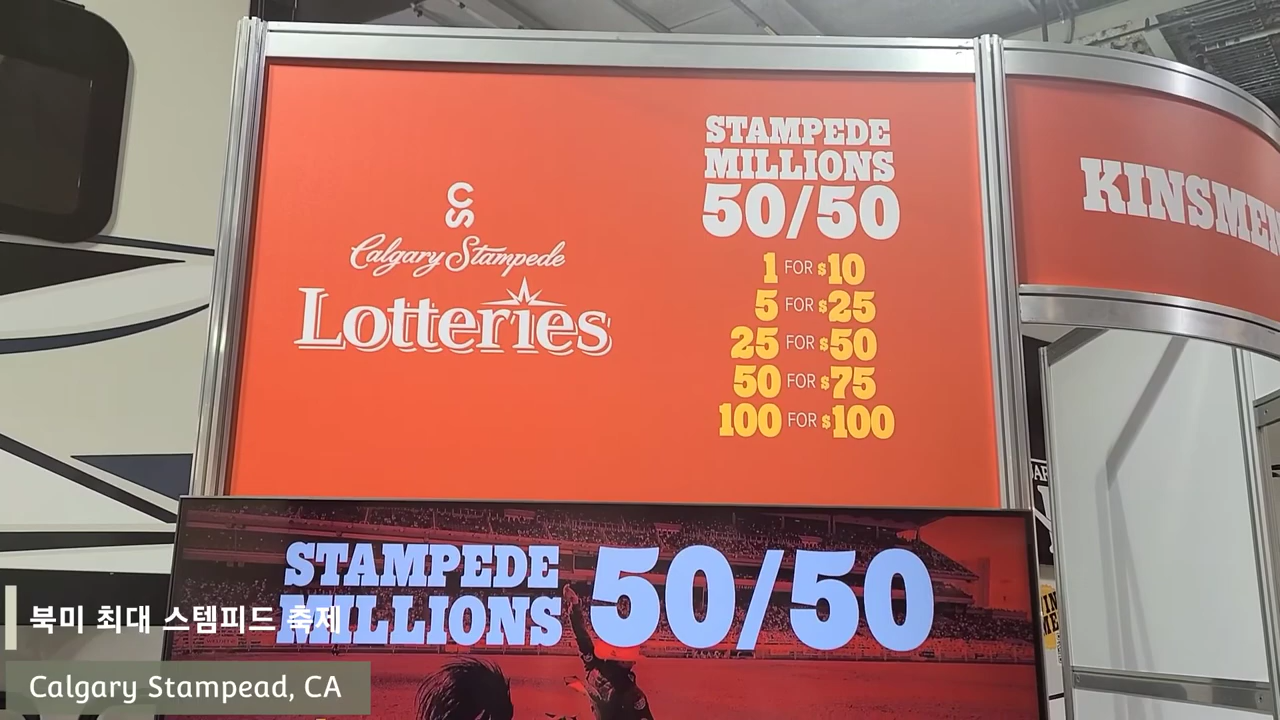 STAMPEDE
MILLIONS
50/50
CS
Calgary Stampede
Lotteries
1 FOR $10
5 FOR $25
25 FOR $50
50 FOR $75
100 FOR $100
KINSMEN
STAMPEDE
MILLIONS
50/50
북미 최대 스템피드 축제
Calgary Stampead, CA